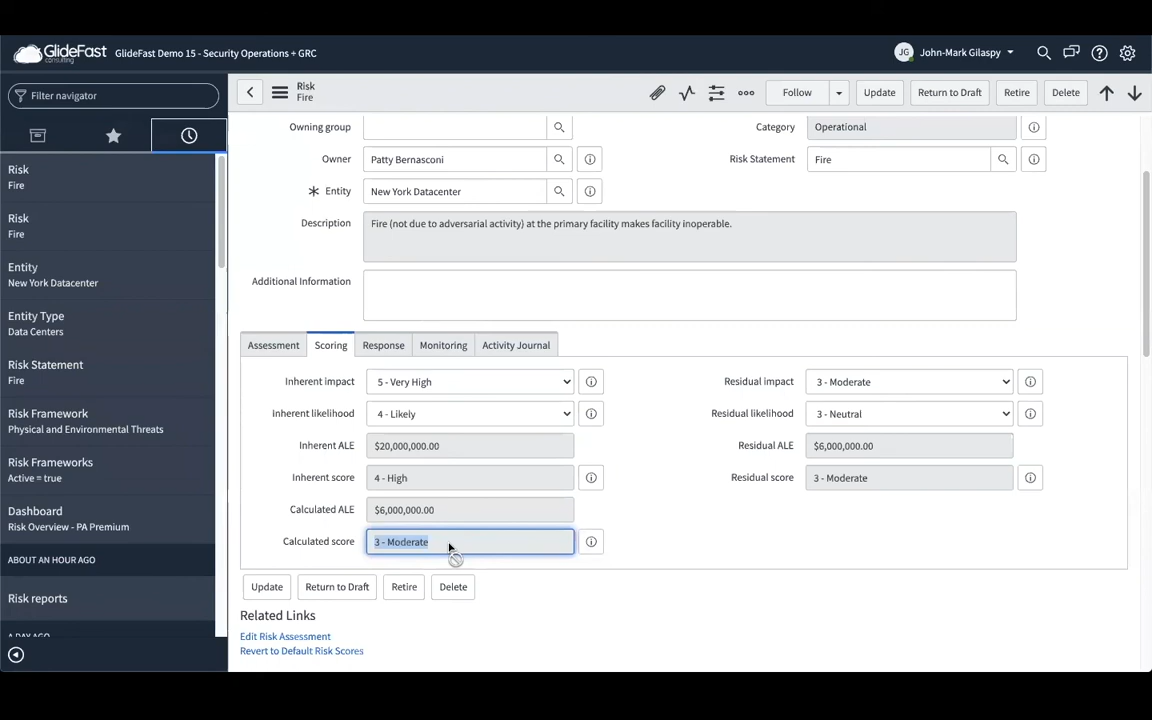 GlideFast
consulting
GlideFast Demo 15 - Security Operations + GRC
JG
John-Mark Gilaspy
Filter navigator
Risk
Fire
Risk
Fire
Entity
New York Datacenter
Entity Type
Data Centers
Risk Statement
Fire
Risk Framework
Physical and Environmental Threats
Risk Frameworks
Active = true
Dashboard
Risk Overview - PA Premium
ABOUT AN HOUR AGO
Risk reports
A DAY AGO
Risk
Fire
Follow
Update
Return to Draft
Retire
Delete
Owning group
Category
Operational
Owner
Patty Bernasconi
Risk Statement
Fire
Entity
New York Datacenter
Description
Fire (not due to adversarial activity) at the primary facility makes facility inoperable.
Additional Information
Assessment
Scoring
Response
Monitoring
Activity Journal
Inherent impact
5 - Very High
Residual impact
3 - Moderate
Inherent likelihood
4 - Likely
Residual likelihood
3 - Neutral
Inherent ALE
$20,000,000.00
Residual ALE
$6,000,000.00
Inherent score
4 - High
Residual score
3 - Moderate
Calculated ALE
$6,000,000.00
Calculated score
3 - Moderate
Update
Return to Draft
Retire
Delete
Related Links
Edit Risk Assessment
Revert to Default Risk Scores